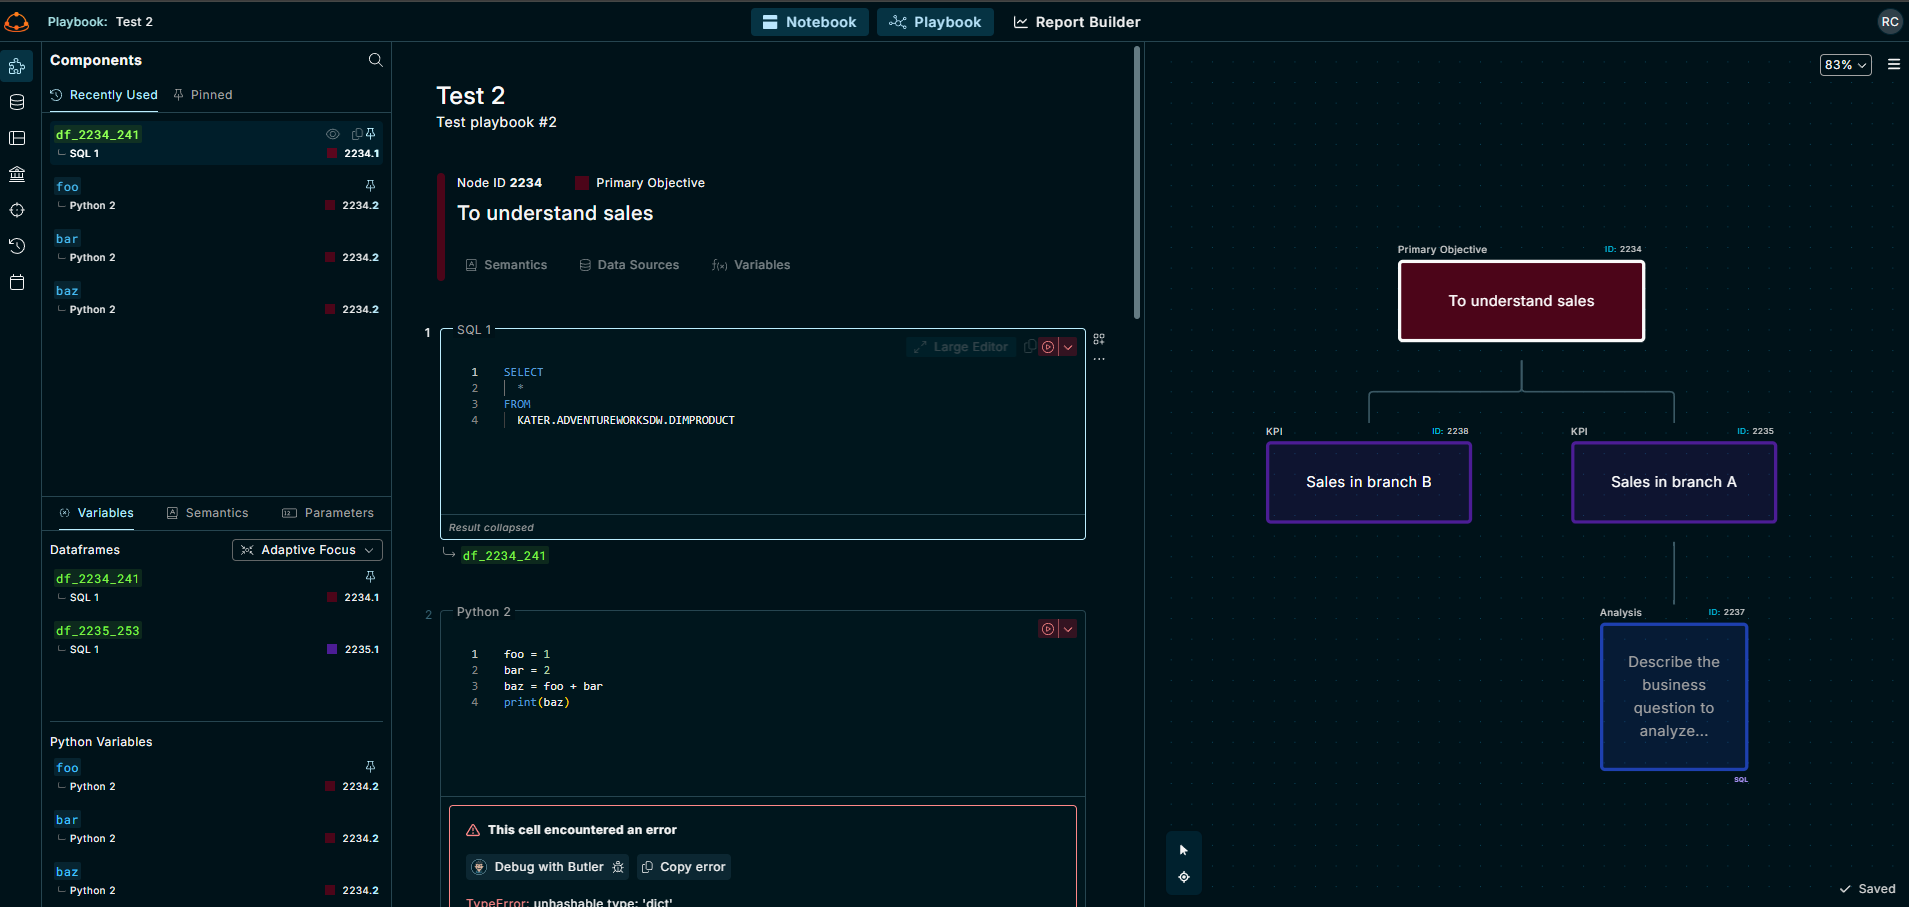 Playbook: Test 2
Notebook
Playbook
Report Builder
RC
Components
Recently Used
Pinned
df_2234_241
SQL 1
2234.1
foo
Python 2
2234.2
bar
Python 2
2234.2
baz
Python 2
2234.2
Variables
Semantics
Parameters
Dataframes
Adaptive Focus
df_2234_241
SQL 1
2234.1
df_2235_253
SQL 1
2235.1
Python Variables
foo
Python 2
2234.2
bar
Python 2
2234.2
baz
Python 2
2234.2
Test 2
Test playbook #2
Node ID 2234
Primary Objective
To understand sales
Semantics
Data Sources
f(x) Variables
1
SQL 1
Large Editor
1 SELECT
2 *
3 FROM
4 KATER.ADVENTUREWORKSDW.DIMPRODUCT
Result collapsed
df_2234_241
2
Python 2
1 foo = 1
2 bar = 2
3 baz = foo + bar
4 print(baz)
This cell encountered an error
Debug with Butler
Copy error
TypeError: unhashable type: 'dict'
83%
Primary Objective
ID: 2234
To understand sales
KPI
ID: 2238
Sales in branch B
KPI
ID: 2235
Sales in branch A
Analysis
ID: 2237
Describe the
business
question to
analyze...
SQL
Saved